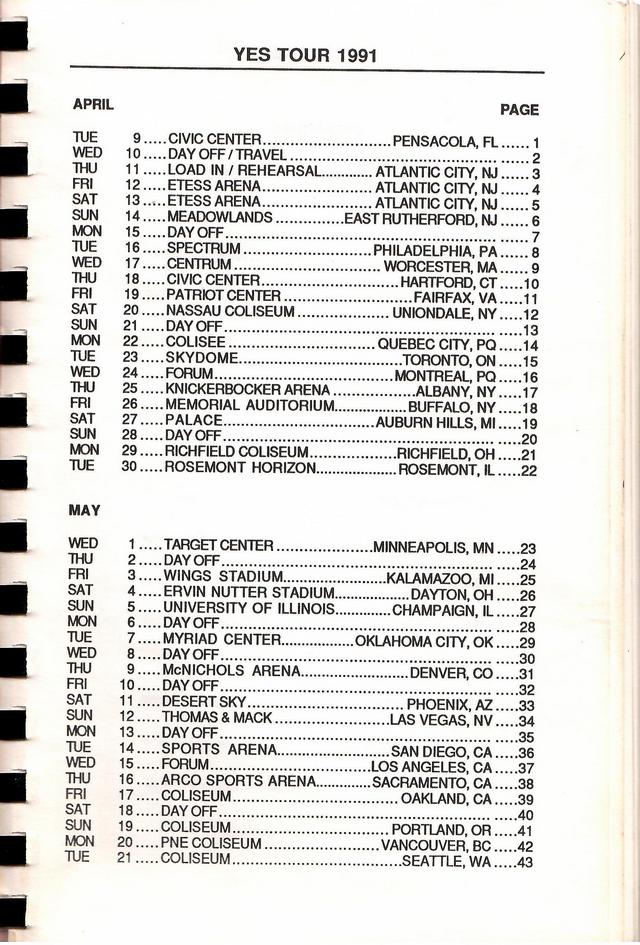 YES TOUR 1991
APRIL
PAGE
TUE 9.....CIVIC CENTER..............................PENSACOLA, FL......1
WED 10.....DAY OFF / TRAVEL......................................................2
THU 11.....LOAD IN / REHEARSAL............ATLANTIC CITY, NJ.....3
FRI 12.....ETESS ARENA...........................ATLANTIC CITY, NJ.....4
SAT 13.....ETESS ARENA...........................ATLANTIC CITY, NJ.....5
SUN 14.....MEADOWLANDS................EAST RUTHERFORD, NJ.....6
MON 15.....DAY OFF......................................................7
TUE 16.....SPECTRUM..............................PHILADELPHIA, PA.....8
WED 17.....CENTRUM..................................WORCESTER, MA.....9
THU 18.....CIVIC CENTER...............................HARTFORD, CT.....10
FRI 19.....PATRIOT CENTER..............................FAIRFAX, VA.....11
SAT 20.....NASSAU COLISEUM......................UNIONDALE, NY.....12
SUN 21.....DAY OFF......................................................13
MON 22.....COLISEE..................................QUEBEC CITY, PQ.....14
TUE 23.....SKYDOME....................................TORONTO, ON.....15
WED 24.....FORUM........................................MONTREAL, PQ.....16
THU 25.....KNICKERBOCKER ARENA...................ALBANY, NY.....17
FRI 26.....MEMORIAL AUDITORIUM.................BUFFALO, NY.....18
SAT 27.....PALACE...................................AUBURN HILLS, MI.....19
SUN 28.....DAY OFF......................................................20
MON 29.....RICHFIELD COLISEUM....................RICHFIELD, OH.....21
TUE 30.....ROSEMONT HORIZON....................ROSEMONT, IL.....22
MAY
WED 1.....TARGET CENTER......................MINNEAPOLIS, MN.....23
THU 2.....DAY OFF......................................................24
FRI 3.....WINGS STADIUM........................KALAMAZOO, MI.....25
SAT 4.....ERVIN NUTTER STADIUM.................DAYTON, OH.....26
SUN 5.....UNIVERSITY OF ILLINOIS.............CHAMPAIGN, IL.....27
MON 6.....DAY OFF......................................................28
TUE 7.....MYRIAD CENTER.................OKLAHOMA CITY, OK.....29
WED 8.....DAY OFF......................................................30
THU 9.....McNICHOLS ARENA.........................DENVER, CO.....31
FRI 10.....DAY OFF......................................................32
SAT 11.....DESERT SKY................................PHOENIX, AZ.....33
SUN 12.....THOMAS & MACK..........................LAS VEGAS, NV.....34
MON 13.....DAY OFF......................................................35
TUE 14.....SPORTS ARENA..........................SAN DIEGO, CA.....36
WED 15.....FORUM...................................LOS ANGELES, CA.....37
THU 16.....ARCO SPORTS ARENA.............SACRAMENTO, CA.....38
FRI 17.....COLISEUM....................................OAKLAND, CA.....39
SAT 18.....DAY OFF......................................................40
SUN 19.....COLISEUM..................................PORTLAND, OR.....41
MON 20.....PNE COLISEUM........................VANCOUVER, BC.....42
TUE 21.....COLISEUM.....................................SEATTLE, WA.....43